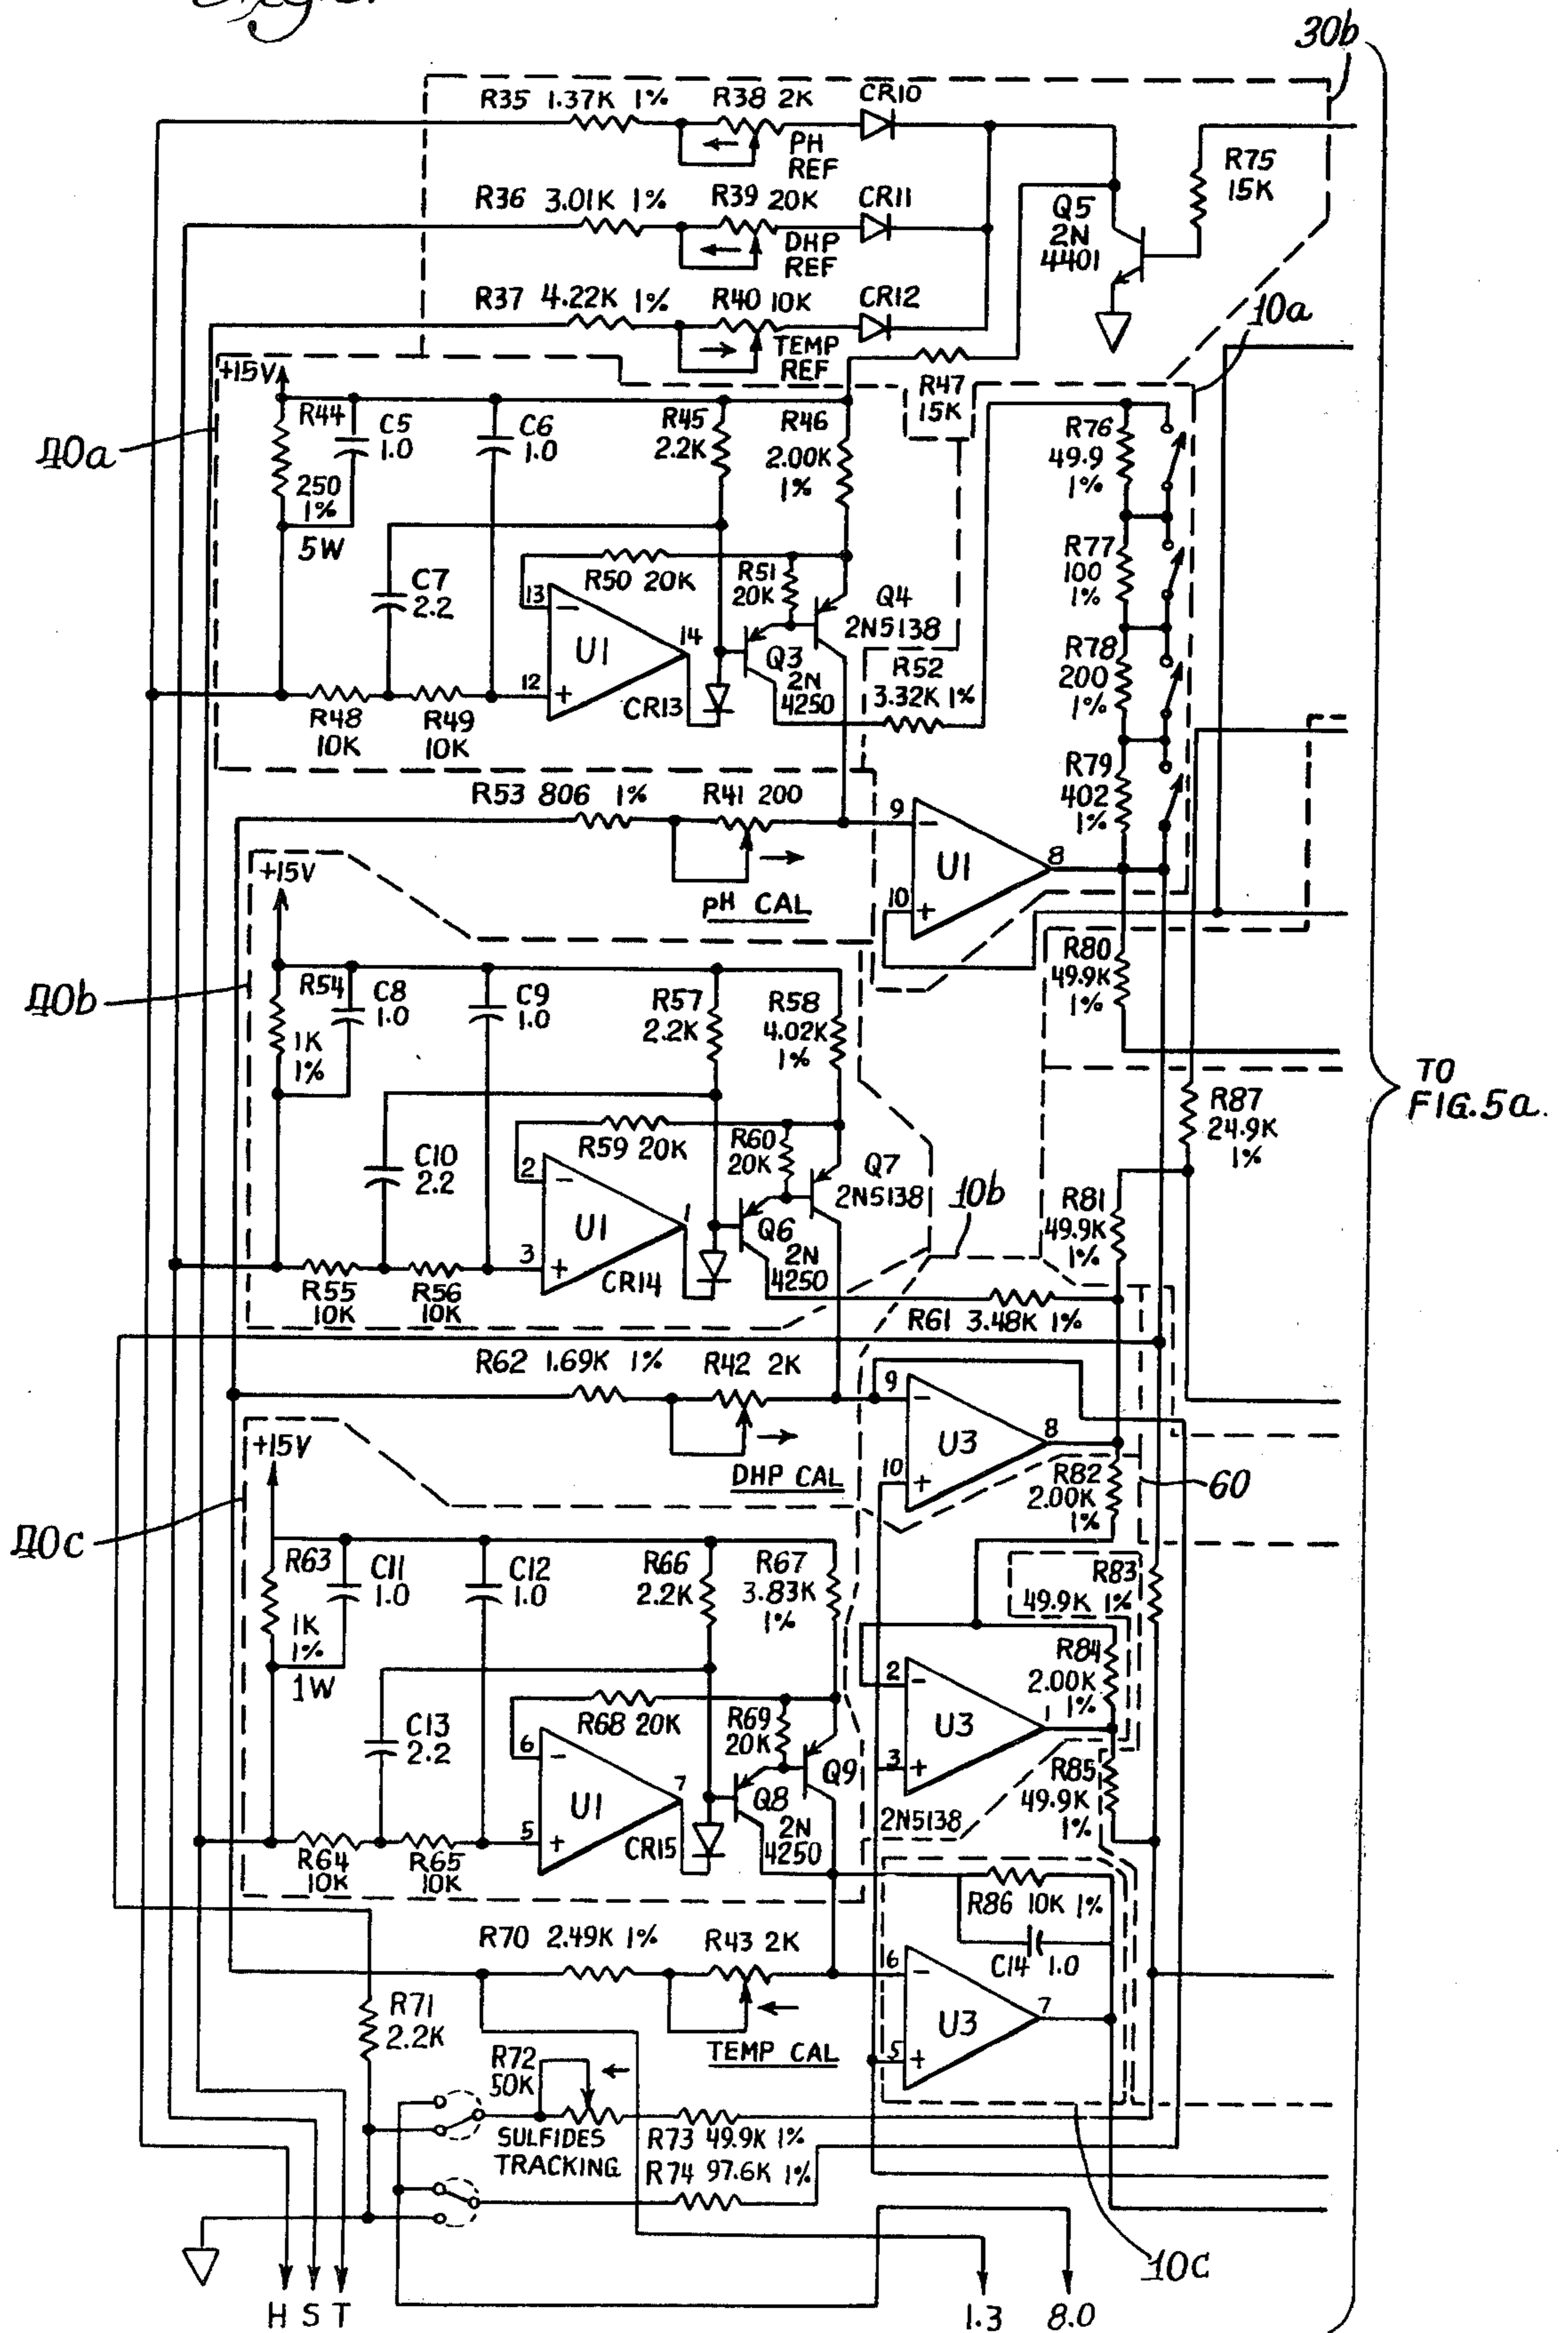 30b
R35 1.37K 1% R38 2K CR10
PH
REF
R75
15K
R36 3.01K 1% R39 20K CR11
DHP
REF
Q5
2N
4401
R37 4.22K 1% R40 10K CR12
TEMP
REF
10a
+15V
R47
15K
40a
R44
250
1%
5W
C5
1.0
C6
1.0
R45
2.2K
R46
2.00K
1%
R76
49.9
1%
R77
100
1%
R78
200
1%
R79
402
1%
C7
2.2
R50 20K
R51
20K
13
-
U1
14
12
+
Q4
2N5138
Q3
2N
4250
CR13
R52
3.32K 1%
R48
10K
R49
10K
R53 806 1% R41 200
PH CAL
9
-
U1
8
10
+
R80
49.9K
1%
40b
+15V
R54
1K
1%
C8
1.0
C9
1.0
R57
2.2K
R58
4.02K
1%
TO
FIG.5a.
R87
24.9K
1%
C10
2.2
R59 20K
R60
20K
2
-
U1
1
3
+
Q7
2N5138
Q6
2N
4250
CR14
10b
R81
49.9K
1%
R55
10K
R56
10K
R61 3.48K 1%
R62 1.69K 1% R42 2K
DHP CAL
9
-
U3
8
10
+
R82
2.00K
1%
60
40c
+15V
R63
1K
1%
1W
C11
1.0
C12
1.0
R66
2.2K
R67
3.83K
1%
R83
49.9K 1%
R84
2.00K
1%
2
-
U3
1
3
+
C13
2.2
R68 20K
R69
20K
6
-
U1
7
5
+
Q9
2N5138
Q8
2N
4250
CR15
R85
49.9K
1%
R64
10K
R65
10K
R86 10K 1%
C14 1.0
R70 2.49K 1% R43 2K
TEMP CAL
6
-
U3
7
5
+
R71
2.2K
R72
50K
SULFIDES
TRACKING
R73 49.9K 1%
R74 97.6K 1%
10c
H S T
1.3 8.0